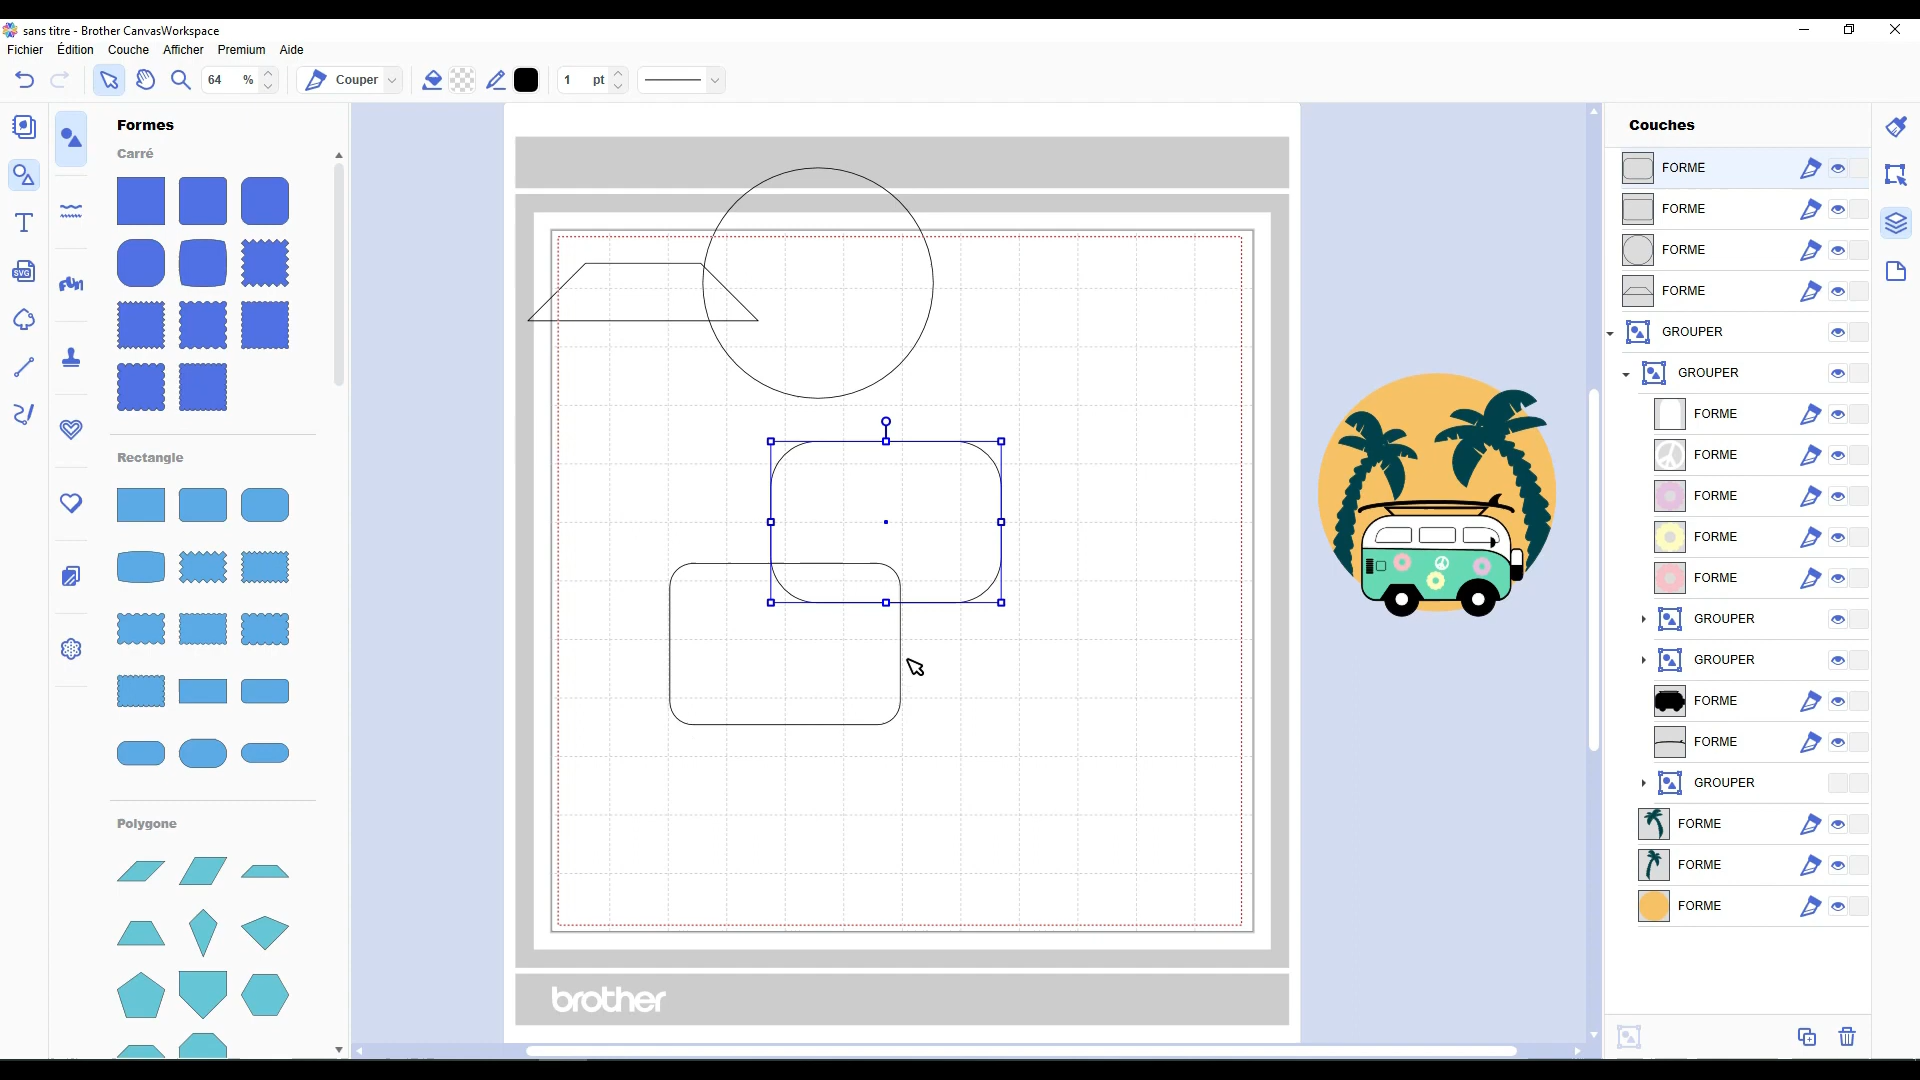 sans titre - Brother CanvasWorkspace
Fichier Édition Couche Afficher Premium Aide
64 % Couper 1 pt
Formes
Carré
Rectangle
Polygone
T
SVG
Fun
brother
Couches
FORME
FORME
FORME
FORME
GROUPER
GROUPER
FORME
FORME
FORME
FORME
FORME
GROUPER
GROUPER
FORME
FORME
GROUPER
FORME
FORME
FORME